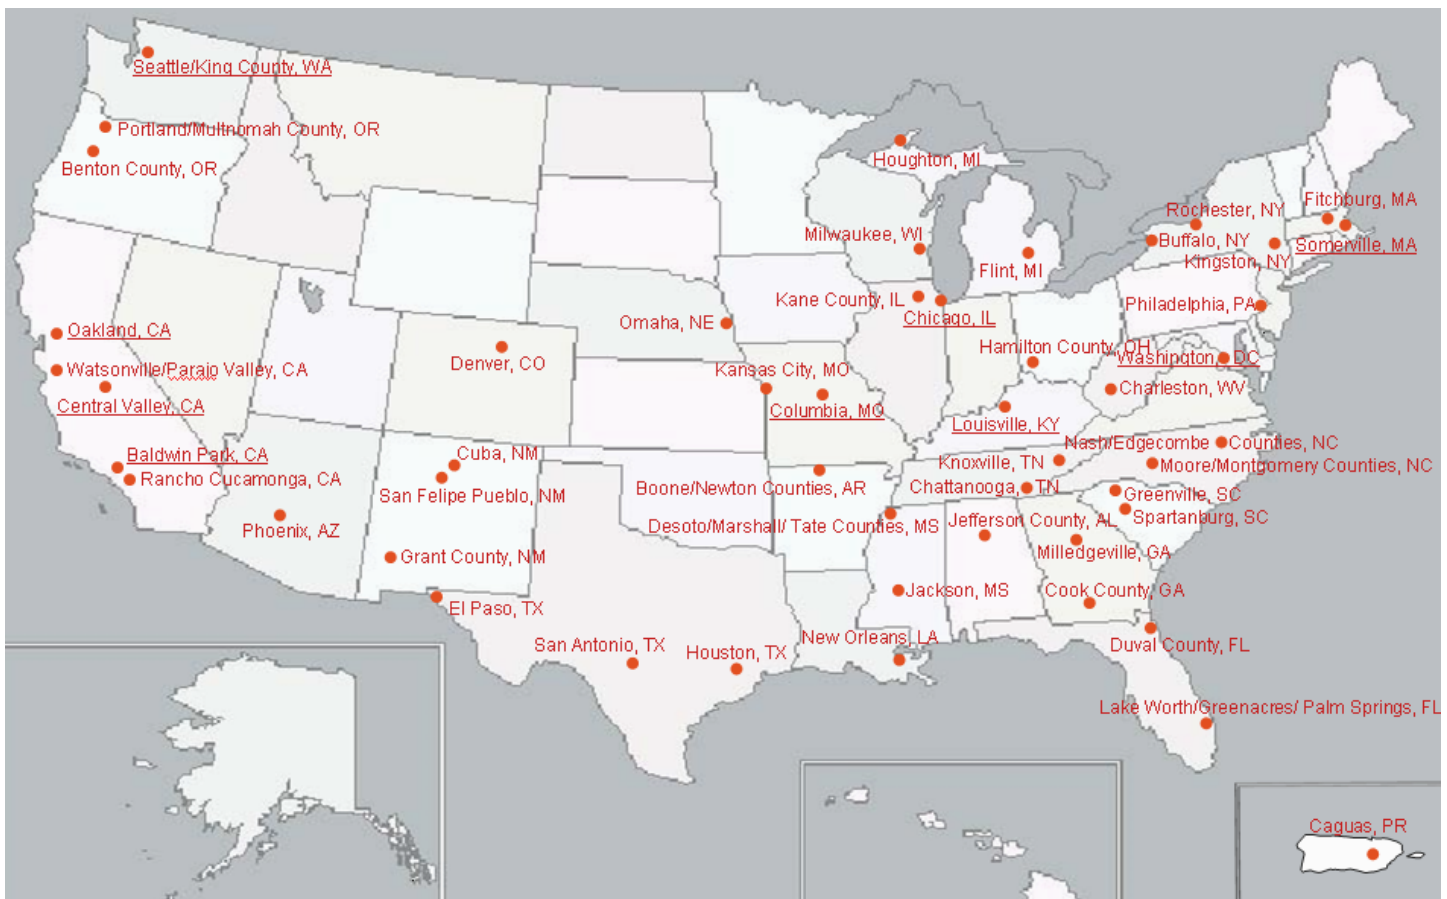 Seattle/King County, WA
Portland/Multnomah County, OR
Benton County, OR
Houghton, MI
Fitchburg, MA
Rochester, NY
Milwaukee, WI
Buffalo, NY
Somerville, MA
Kingston, NY
Flint, MI
Kane County, IL
Chicago, IL
Philadelphia, PA
Omaha, NE
Oakland, CA
Hamilton County, OH
Washington, DC
Denver, CO
Watsonville/Parajo Valley, CA
Kansas City, MO
Charleston, WV
Central Valley, CA
Columbia, MO
Louisville, KY
Nash/Edgecombe Counties, NC
Cuba, NM
Knoxville, TN
Moore/Montgomery Counties, NC
Baldwin Park, CA
Rancho Cucamonga, CA
San Felipe Pueblo, NM
Boone/Newton Counties, AR
Chattanooga, TN
Greenville, SC
Phoenix, AZ
Desoto/Marshall/ Tate Counties, MS
Jefferson County, AL
Spartanburg, SC
Milledgeville, GA
Grant County, NM
Jackson, MS
Cook County, GA
El Paso, TX
San Antonio, TX
Houston, TX
New Orleans, LA
Duval County, FL
Lake Worth/Greenacres/ Palm Springs, FL
Caguas, PR